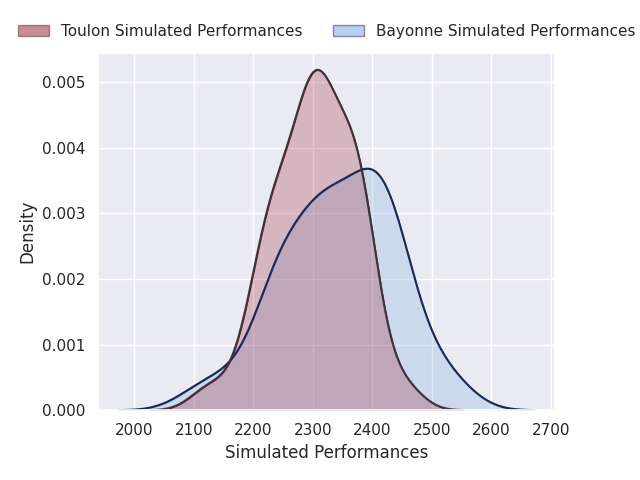 Toulon Simulated Performances
Bayonne Simulated Performances
0.005
0.004
0.003
0.002
0.001
0.000
Density
2000 2100 2200 2300 2400 2500 2600 2700
Simulated Performances